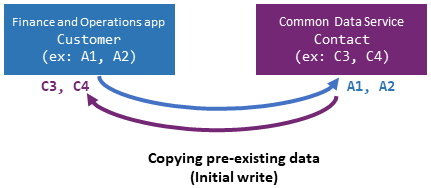 Finance and Operations app
Customer
(ex: A1, A2)
Common Data Service
Contact
(ex: C3, C4)
C3, C4
A1, A2
Copying pre-existing data
(Initial write)